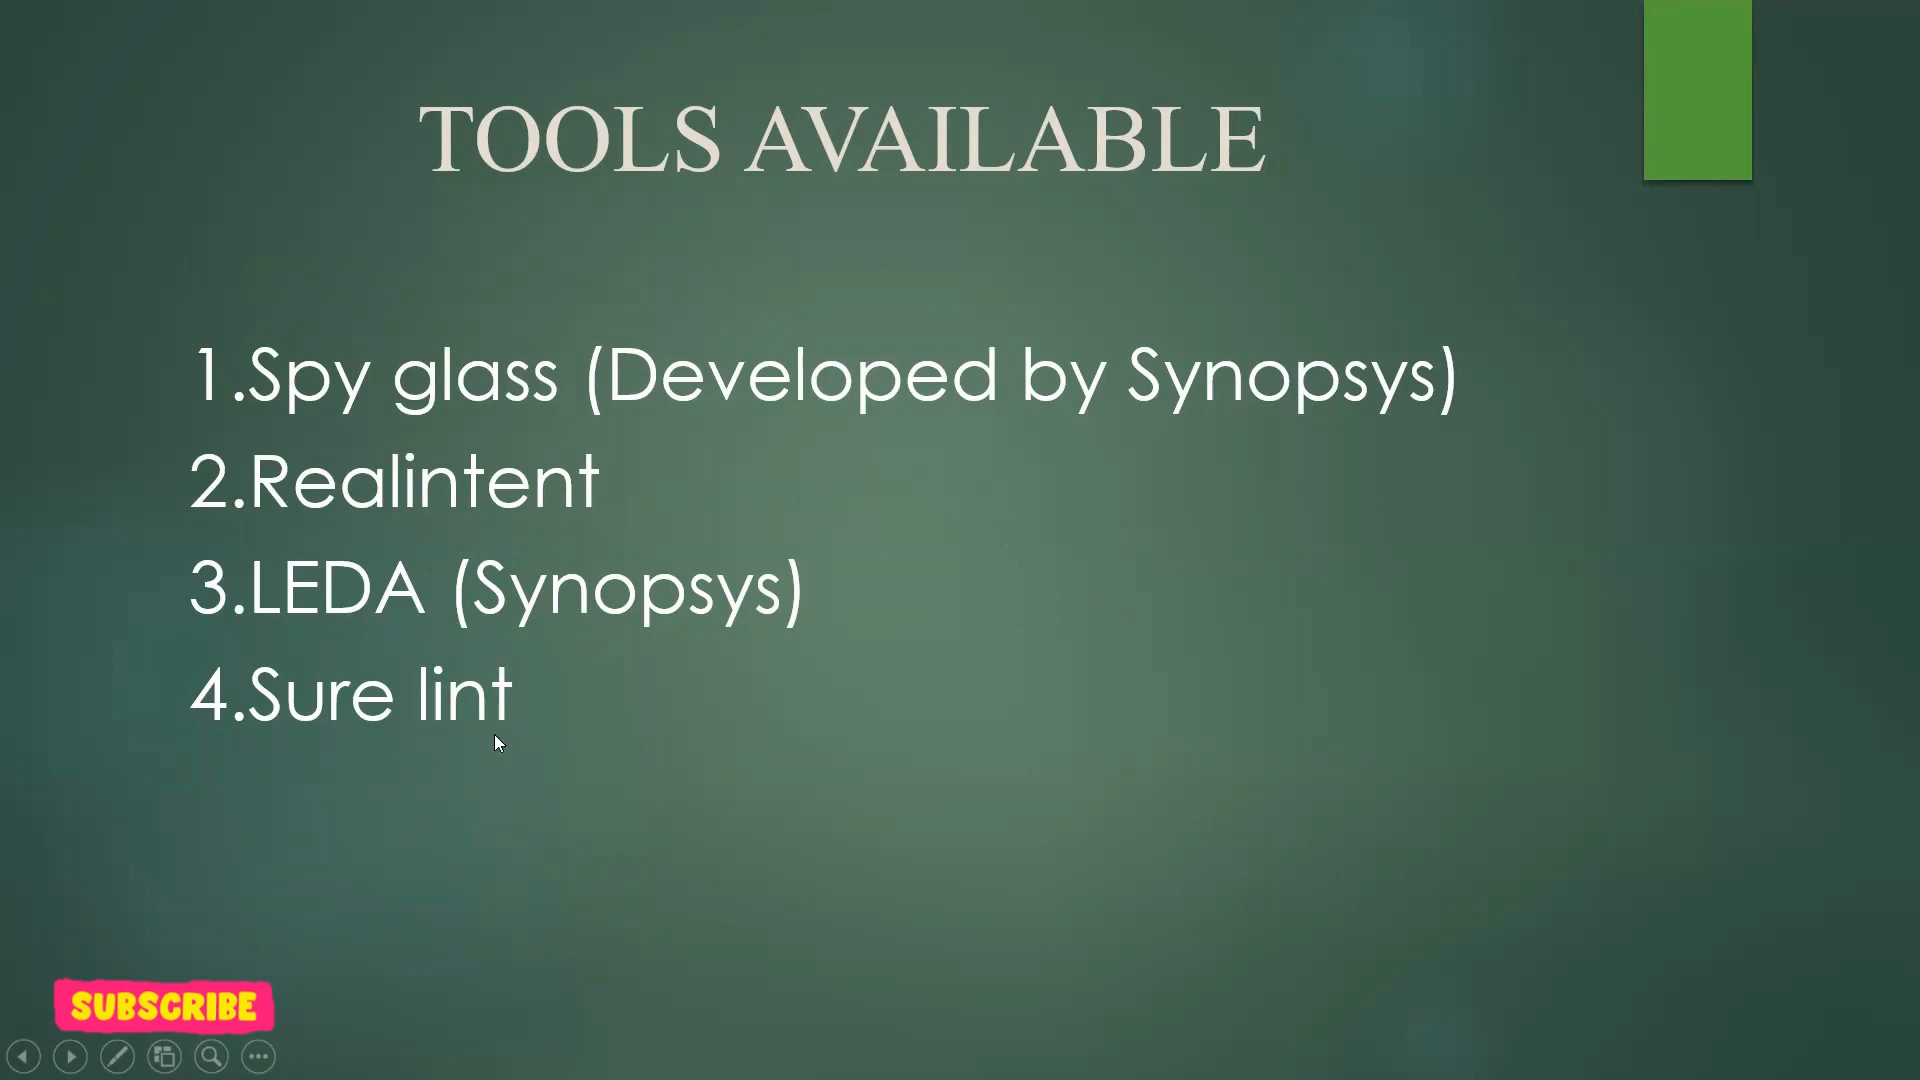 TOOLS AVAILABLE
1.Spy glass (Developed by Synopsys)
2.Realintent
3.LEDA (Synopsys)
4.Sure lint
SUBSCRIBE